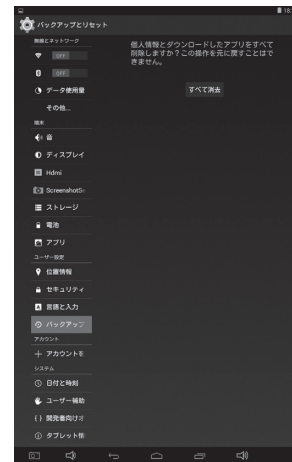 18:
バックアップとリセット
無線とネットワーク
OFF
OFF
データ使用量
その他...
端末
音
ディスプレイ
Hdmi
ScreenshotSe
ストレージ
電池
アプリ
ユーザー設定
位置情報
セキュリティ
言語と入力
バックアップ
アカウント
アカウントを
システム
日付と時刻
ユーザー補助
開発者向けオ
タブレット情
個人情報とダウンロードしたアプリをすべて
削除しますか？この操作を元に戻すことはで
きません。
すべて消去